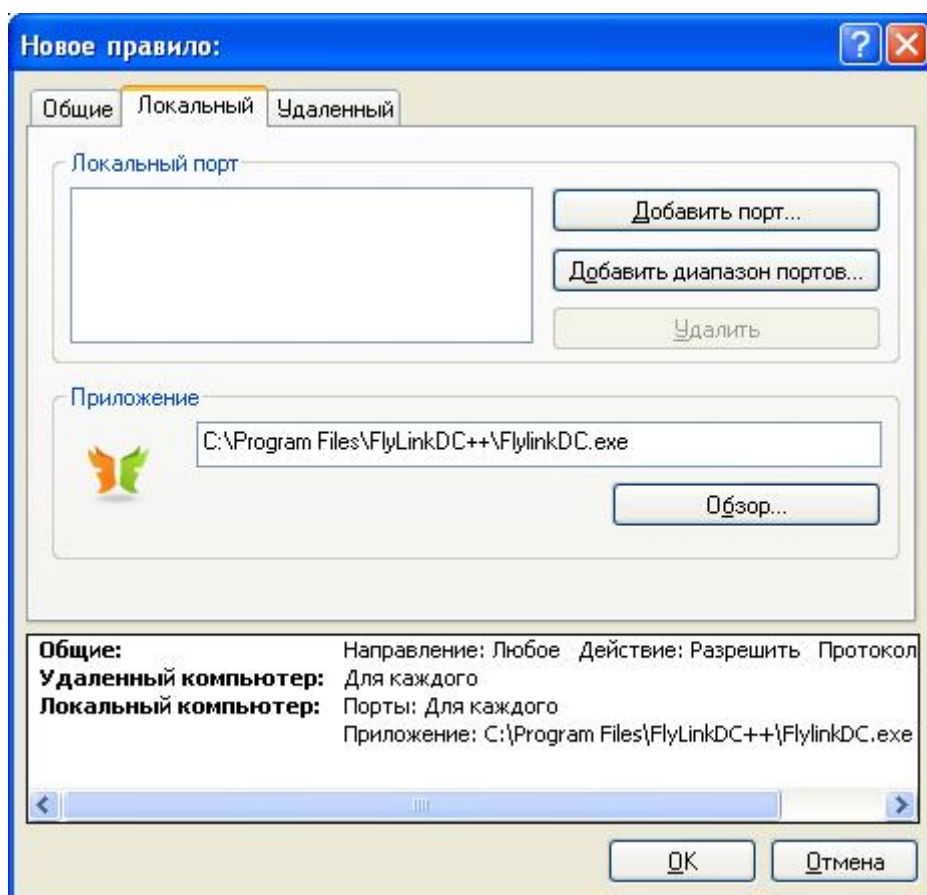 Новое правило:
Общие Локальный Удаленный
Локальный порт
Добавить порт...
Добавить диапазон портов...
Удалить
Приложение
C:\Program Files\FlyLinkDC++\FlylinkDC.exe
Обзор...
Общие: Направление: Любое Действие: Разрешить Протокол
Удаленный компьютер: Для каждого
Локальный компьютер: Порты: Для каждого
Приложение: C:\Program Files\FlyLinkDC++\FlylinkDC.exe
OK Отмена